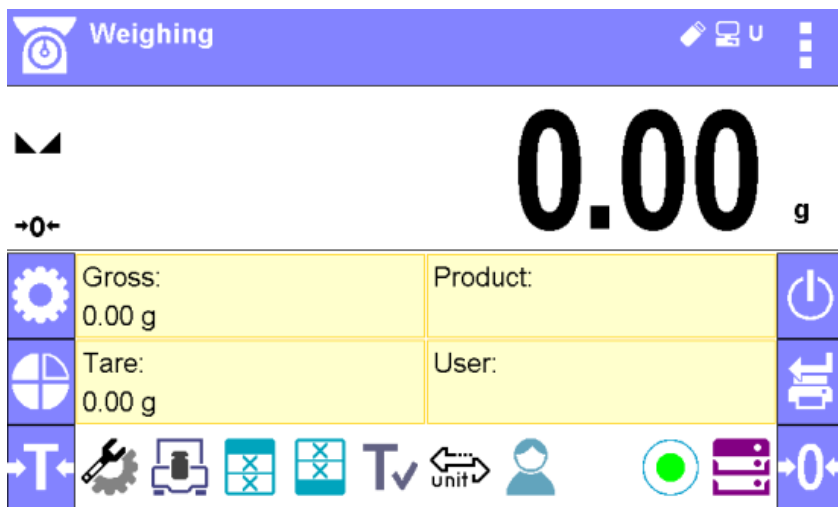 Weighing
U
0.00 g
→0←
Gross:
0.00 g
Product:
Tare:
0.00 g
User:
→T←
T
unit
→0←